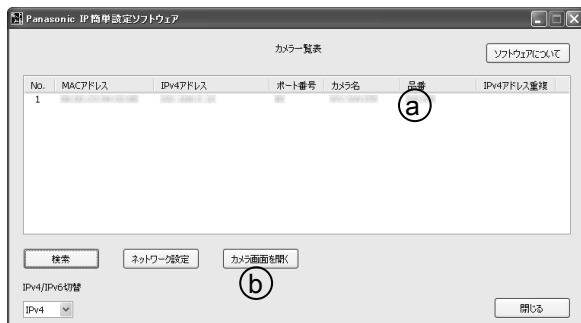 Panasonic IP簡単設定ソフトウェア
カメラ一覧表
ソフトウェアについて
No. MACアドレス IPv4アドレス ポート番号 カメラ名 品番 IPv4アドレス重複
1
a
検索 ネットワーク設定 カメラ画面を開く
b
IPv4/IPv6切替
IPv4 閉じる